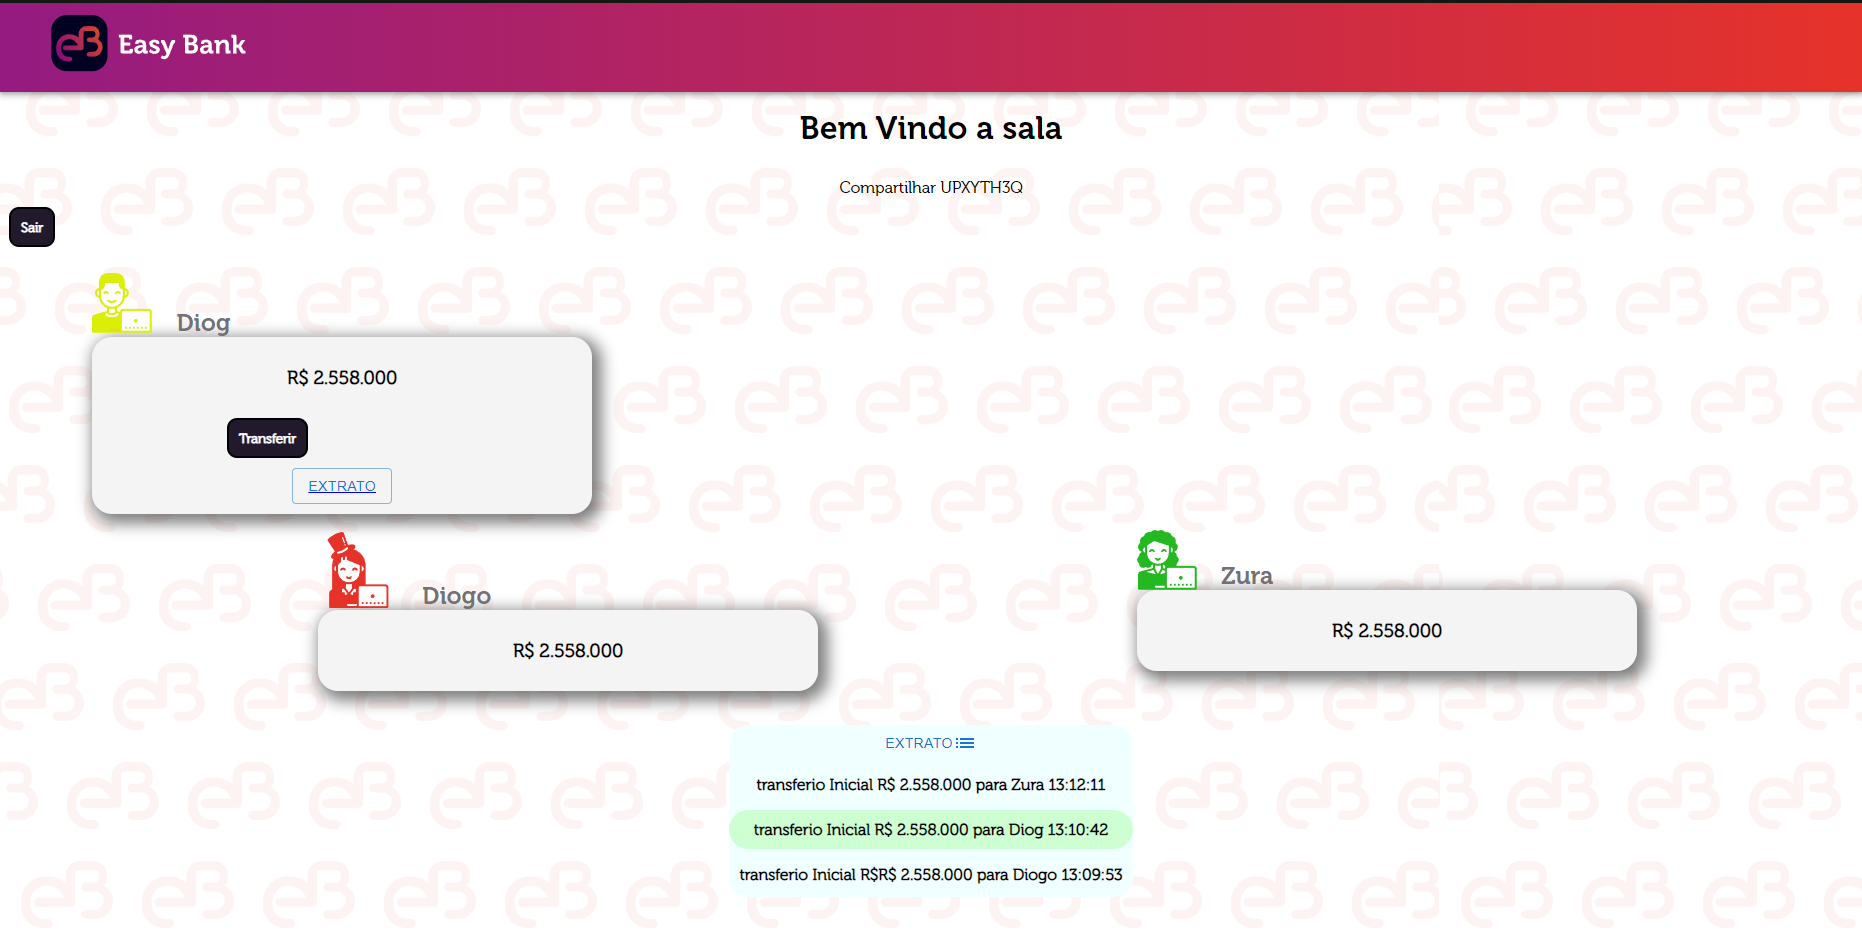 eB Easy Bank
Bem Vindo a sala
Compartilhar UPXYTH3Q
Sair
Diog
R$ 2.558.000
Transferir
EXTRATO
Diogo
R$ 2.558.000
Zura
R$ 2.558.000
EXTRATO
transferio Inicial R$ 2.558.000 para Zura 13:12:11
transferio Inicial R$ 2.558.000 para Diog 13:10:42
transferio Inicial R$R$ 2.558.000 para Diogo 13:09:53